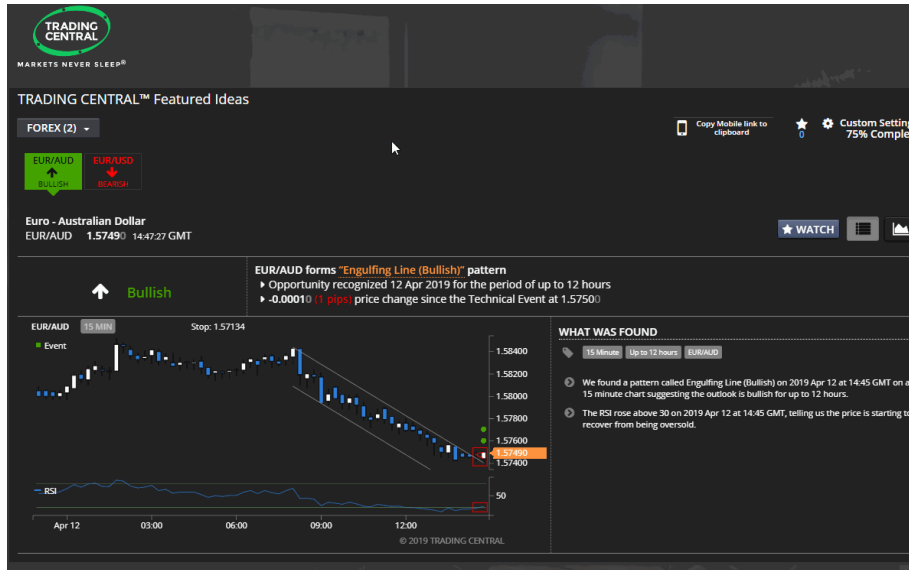 TRADING
CENTRAL
MARKETS NEVER SLEEP®
TRADING CENTRAL™ Featured Ideas
FOREX (2)
Copy Mobile link to
clipboard
0
Custom Setting
75% Comple
EUR/AUD
BULLISH
EUR/USD
BEARISH
Euro - Australian Dollar
EUR/AUD 1.57490 14:47:27 GMT
WATCH
Bullish
EUR/AUD forms "Engulfing Line (Bullish)" pattern
Opportunity recognized 12 Apr 2019 for the period of up to 12 hours
-0.00010 (1 pips) price change since the Technical Event at 1.57500
EUR/AUD 15 MIN Stop: 1.57134
Event
1.58400
1.58200
1.58000
1.57800
1.57600
1.57490
1.57400
RSI
50
Apr 12 03:00 06:00 09:00 12:00
© 2019 TRADING CENTRAL
WHAT WAS FOUND
15 Minute Up to 12 hours EUR/AUD
We found a pattern called Engulfing Line (Bullish) on 2019 Apr 12 at 14:45 GMT on a
15 minute chart suggesting the outlook is bullish for up to 12 hours.
The RSI rose above 30 on 2019 Apr 12 at 14:45 GMT, telling us the price is starting to
recover from being oversold.